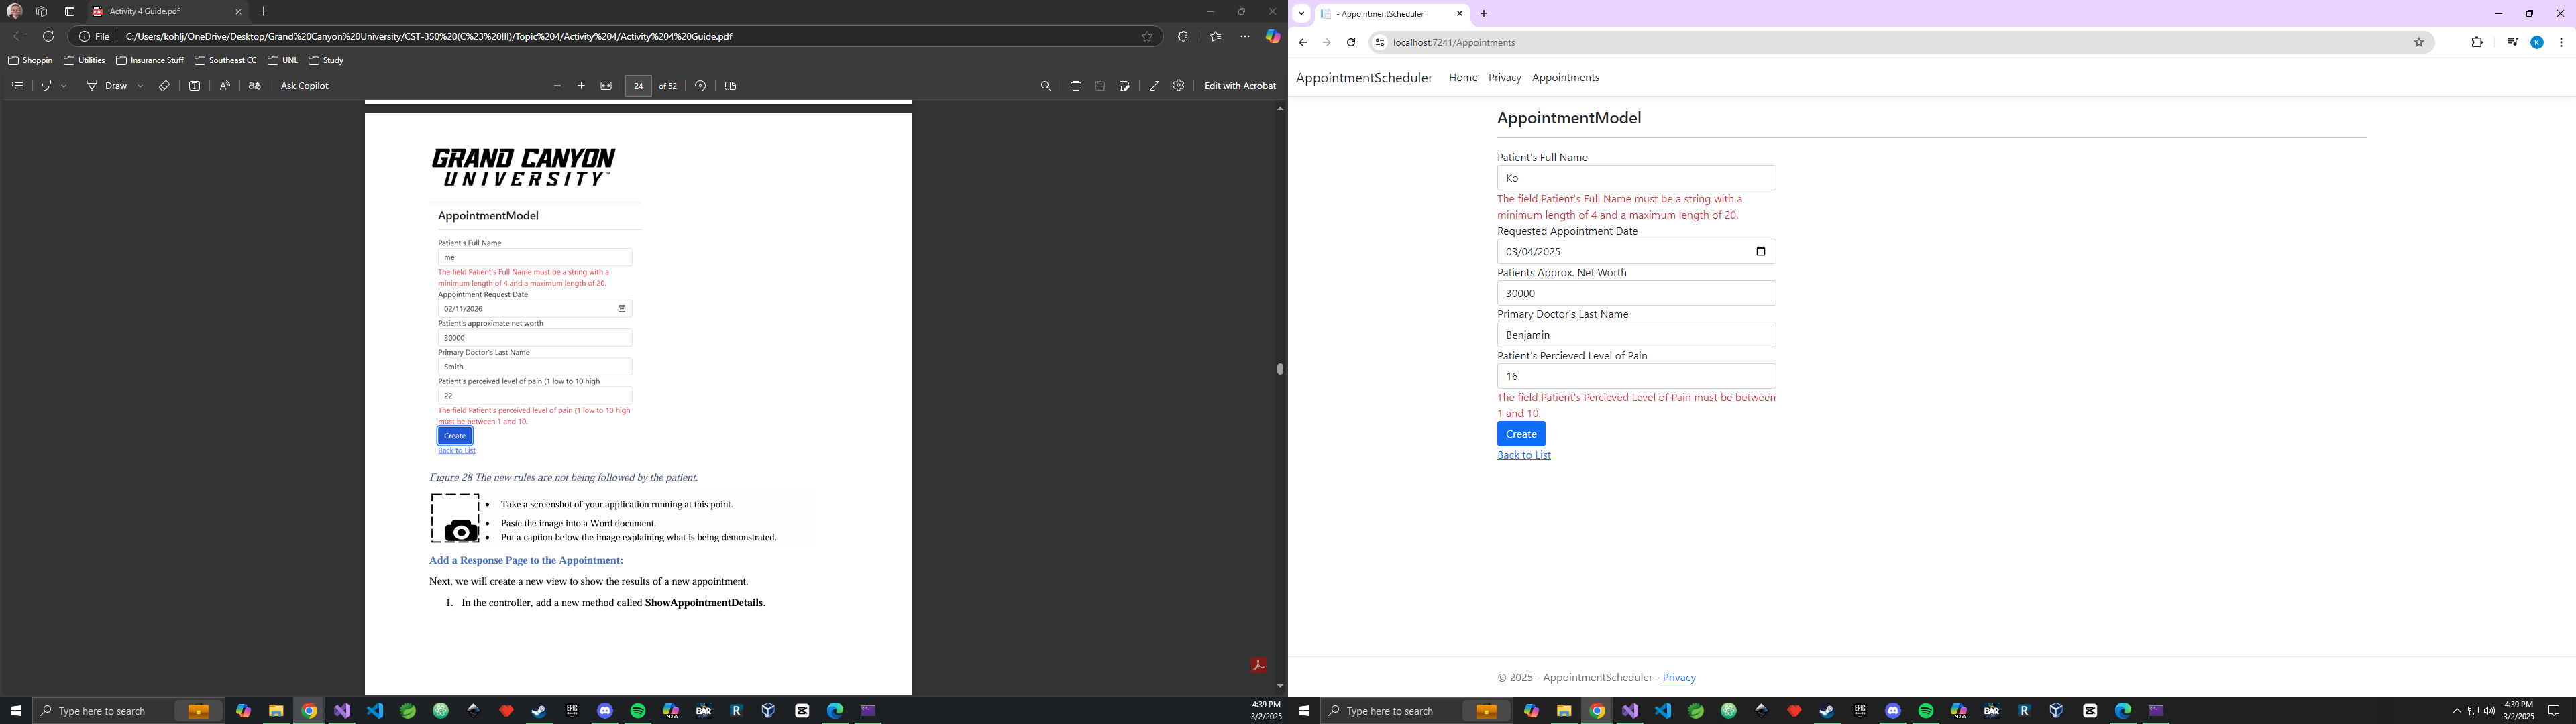 Activity 4 Guide.pdf
File
C:/Users/kohlj/OneDrive/Desktop/Grand%20Canyon%20University/CST-350%20(C%23%20III)/Topic%204/Activity%204/Activity%204%20Guide.pdf
Shoppin Utilities Insurance Stuff Southeast CC UNL Study
Draw aあ Ask Copilot 24 of 52 Edit with Acrobat
GRAND CANYON
UNIVERSITY™
AppointmentModel
Patient's Full Name
me
The field Patient's Full Name must be a string with a
minimum length of 4 and a maximum length of 20.
Appointment Request Date
02/11/2026
Patient's approximate net worth
30000
Primary Doctor's Last Name
Smith
Patient's perceived level of pain (1 low to 10 high
22
The field Patient's perceived level of pain (1 low to 10 high
must be between 1 and 10.
Create
Back to List
Figure 28 The new rules are not being followed by the patient.
• Take a screenshot of your application running at this point.
• Paste the image into a Word document.
• Put a caption below the image explaining what is being demonstrated.
Add a Response Page to the Appointment:
Next, we will create a new view to show the results of a new appointment.
1. In the controller, add a new method called ShowAppointmentDetails.
Type here to search
4:39 PM
3/2/2025
- AppointmentScheduler
localhost:7241/Appointments
AppointmentScheduler Home Privacy Appointments
AppointmentModel
Patient's Full Name
Ko
The field Patient's Full Name must be a string with a
minimum length of 4 and a maximum length of 20.
Requested Appointment Date
03/04/2025
Patients Approx. Net Worth
30000
Primary Doctor's Last Name
Benjamin
Patient's Percieved Level of Pain
16
The field Patient's Percieved Level of Pain must be between
1 and 10.
Create
Back to List
© 2025 - AppointmentScheduler - Privacy
Type here to search
4:39 PM
3/2/2025